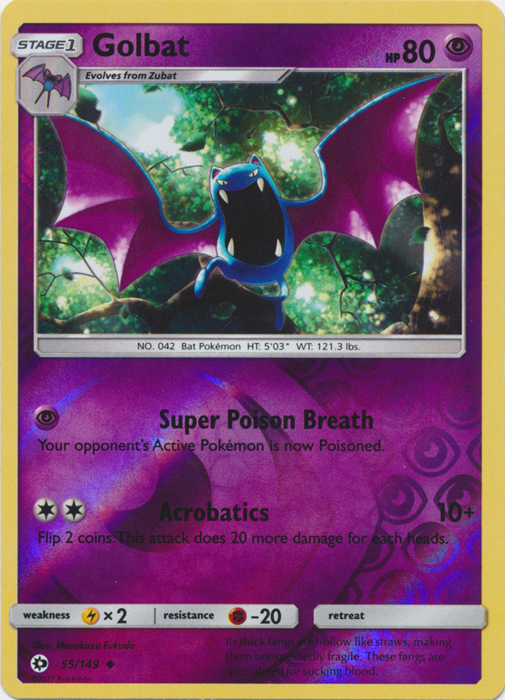 STAGE 1
Golbat
HP 80
Evolves from Zubat
NO. 042 Bat Pokémon HT: 5'03" WT: 121.3 lbs.
Super Poison Breath
Your opponent's Active Pokémon is now Poisoned.
Acrobatics 10+
Flip 2 coins. This attack does 20 more damage for each heads.
weakness ×2 resistance -20 retreat
Illus. Masakazu Fukuda
55/149
©2017 Pokémon
Its thick fangs are hollow like straws, making
them unexpectedly fragile. These fangs are
specialized for sucking blood.